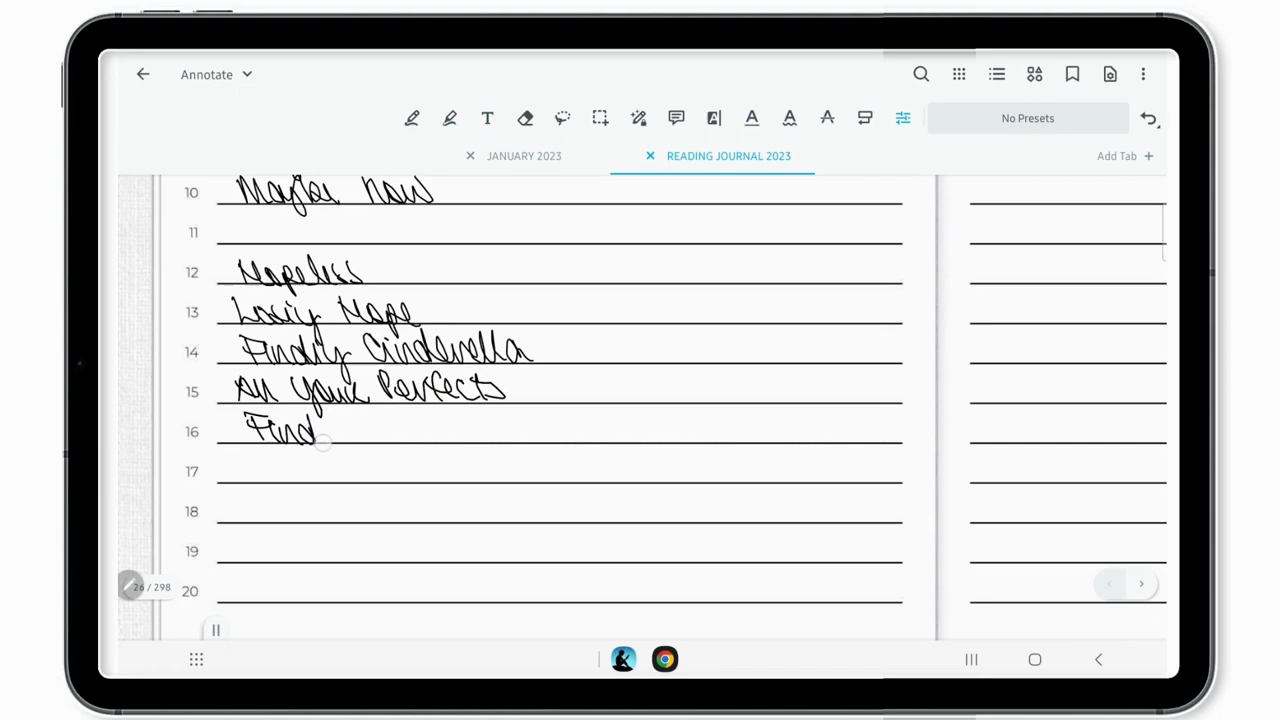 Annotate
No Presets
JANUARY 2023
READING JOURNAL 2023
Add Tab +
10 Maybe Now
11
12 Hopeless
13 Losing Hope
14 Finding Cinderella
15 All Your Perfects
16 Find
17
18
19
20
26 / 298